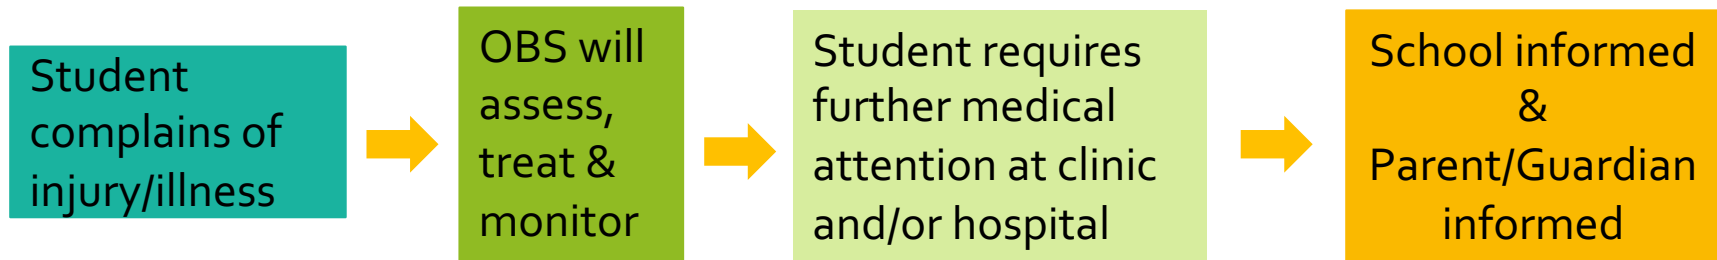 Student
complains of
injury/illness
OBS will
assess,
treat &
monitor
Student requires
further medical
attention at clinic
and/or hospital
School informed
&
Parent/Guardian
informed